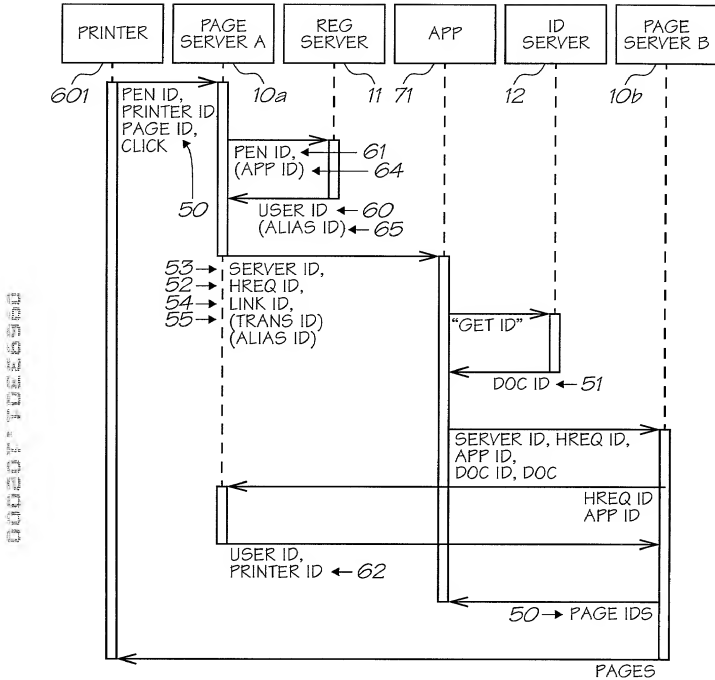 PRINTER
PAGE
SERVER A
REG
SERVER
APP
ID
SERVER
PAGE
SERVER B
601
10a
11
71
12
10b
PEN ID,
PRINTER ID,
PAGE ID,
CLICK
50
PEN ID, 61
(APP ID) 64
USER ID 60
(ALIAS ID) 65
53 SERVER ID,
52 HREQ ID,
54 LINK ID,
55 (TRANS ID)
(ALIAS ID)
"GET ID"
DOC ID 51
SERVER ID, HREQ ID,
APP ID,
DOC ID, DOC
HREQ ID
APP ID
USER ID,
PRINTER ID 62
50 PAGE IDS
PAGES